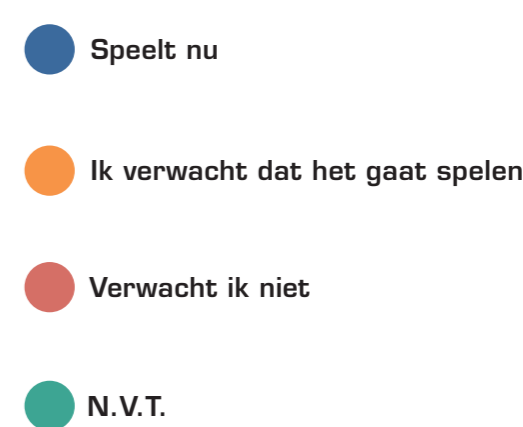 Speelt nu
Ik verwacht dat het gaat spelen
Verwacht ik niet
N.V.T.